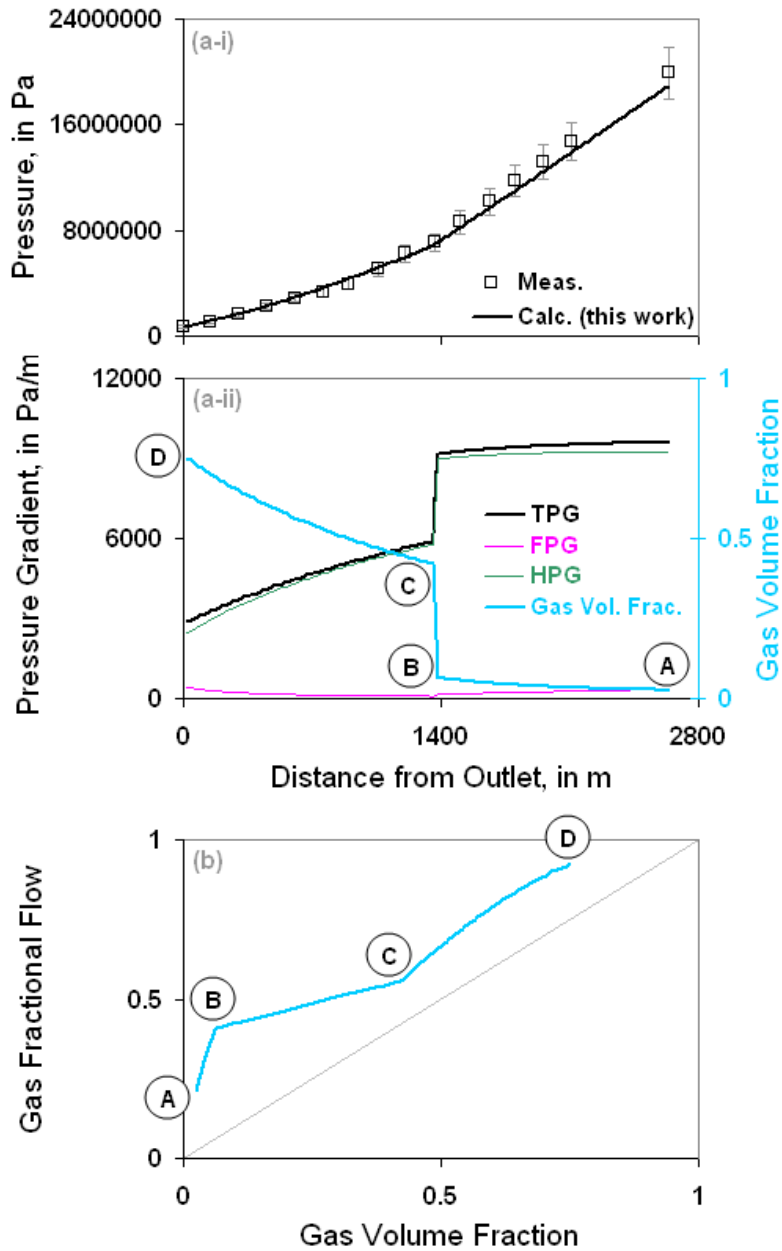 24000000
(a-i)
16000000
8000000
0
Pressure, in Pa
Meas.
Calc. (this work)
12000
1
(a-ii)
D
6000
0.5
TPG
FPG
HPG
Gas Vol. Frac.
C
B
A
0
0
Pressure Gradient, in Pa/m
Gas Volume Fraction
0
1400
2800
Distance from Outlet, in m
1
(b)
D
C
0.5
B
A
0
Gas Fractional Flow
0
0.5
1
Gas Volume Fraction